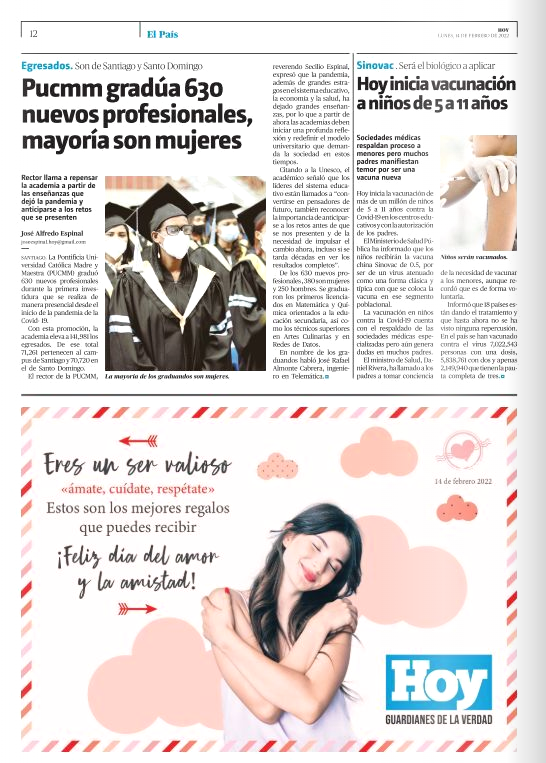 12
El País
HOY
LUNES, 14 DE FEBRERO DE 2022
Egresados. Son de Santiago y Santo Domingo
Pucmm gradúa 630
nuevos profesionales,
mayoría son mujeres
Rector llama a repensar
la academia a partir de
las enseñanzas que
dejó la pandemia y
anticiparse a los retos
que se presenten
José Alfredo Espinal
joseespinal.hoy@gmail.com
SANTIAGO. La Pontificia Uni-
versidad Católica Madre y
Maestra (PUCMM) graduó
630 nuevos profesionales
durante la primera inves-
tidura que se realiza de
manera presencial desde el
inicio de la pandemia de la
Covid-19.
Con esta promoción, la
academia eleva a 141,981 los
egresados. De ese total
71,261 pertenecen al cam-
pus de Santiago y 70,720 en
el de Santo Domingo.
El rector de la PUCMM,
La mayoría de los graduandos son mujeres.
reverendo Secilio Espinal,
expresó que la pandemia,
además de grandes estra-
gos en el sistema educativo,
la economía y la salud, ha
dejado grandes enseñan-
zas, por lo que a partir de
ahora las academias deben
iniciar una profunda refle-
xión y redefinir el modelo
universitario que deman-
da la sociedad en estos
tiempos.
Citando a la Unesco, el
académico señaló que los
líderes del sistema educa-
tivo están llamados a "con-
vertirse en pensadores de
futuro, también reconocer
la importancia de anticipar-
se a los retos antes de que
se nos presenten y de la
necesidad de impulsar el
cambio ahora, incluso si se
tarda décadas en ver los
resultados completos".
De los 630 nuevos pro-
fesionales, 380 son mujeres
y 250 hombres. Se gradua-
ron los primeros licencia-
dos en Matemática y Quí-
mica orientados a la edu-
cación secundaria, así co-
mo los técnicos superiores
en Artes Culinarias y en
Redes de Datos.
En nombre de los gra-
duandos habló José Rafael
Almonte Cabrera, ingenie-
ro en Telemática.
Sinovac. Será el biológico a aplicar
Hoy inicia vacunación
a niños de 5 a 11 años
Sociedades médicas
respaldan proceso a
menores pero muchos
padres manifiestan
temor por ser una
vacuna nueva
Hoy inicia la vacunación de
más de un millón de niños
de 5 a 11 años contra la
Covid-19 en los centros edu-
cativos y con la autorización
de los padres.
El Ministerio de Salud Pú-
blica ha informado que los
niños recibirán la vacuna
china Sinovac de 0.5, por
ser de un virus atenuado
como una forma clásica y
típica con que se coloca la
vacuna en ese segmento
poblacional.
La vacunación en niños
contra la Covid-19 cuenta
con el respaldado de las
sociedades médicas espe-
cializadas pero aún genera
dudas en muchos padres.
El ministro de Salud, Da-
niel Rivera, ha llamado a los
padres a tomar conciencia
Niños serán vacunados.
de la necesidad de vacunar
a los menores, aunque re-
cordó que es de forma vo-
luntaria.
Informó que 18 países es-
tán dando el tratamiento y
que hasta ahora no se ha
visto ninguna repercusión.
En el país se han vacunado
contra el virus 7,022,543
personas con una dosis,
5,838,761 con dos y apenas
2,149,940 que tienen la pau-
ta completa de tres.
Eres un ser valioso
«ámate, cuídate, respétate»
Estos son los mejores regalos
que puedes recibir
¡Feliz día del amor
y la amistad!
14 de febrero 2022
Hoy
GUARDIANES DE LA VERDAD